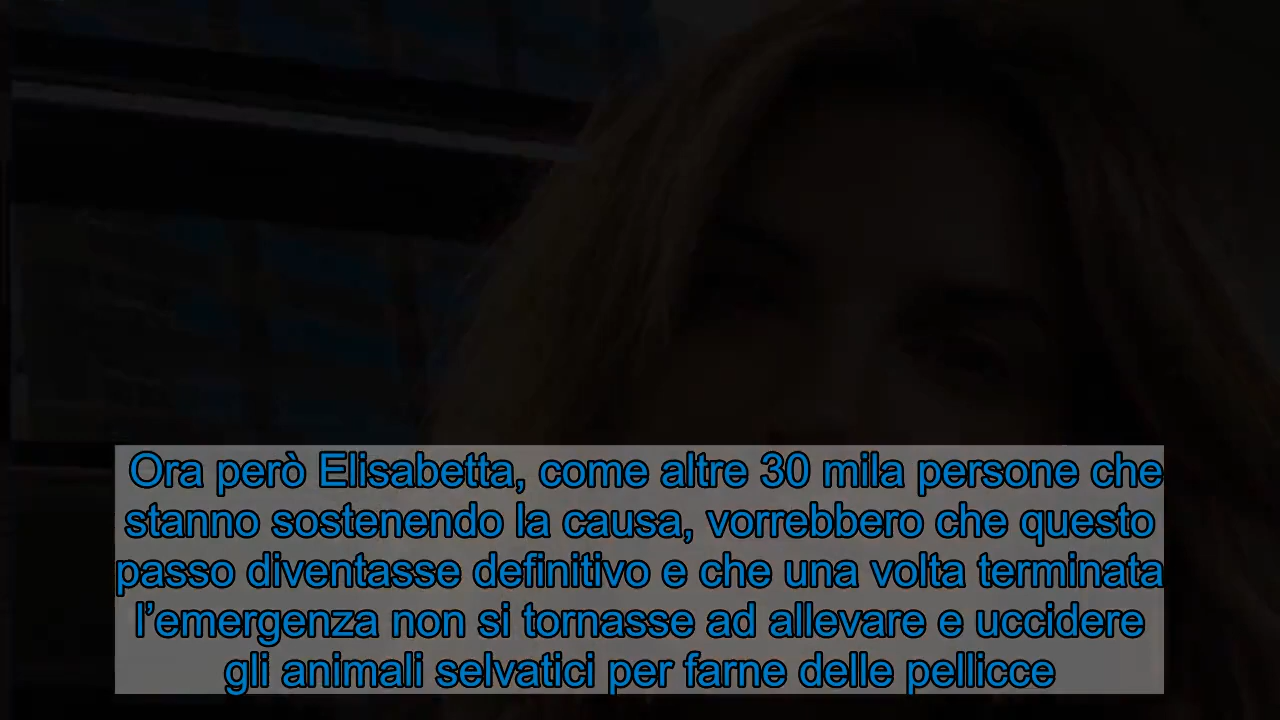 Ora però Elisabetta, come altre 30 mila persone che
stanno sostenendo la causa, vorrebbero che questo
passo diventasse definitivo e che una volta terminata
l’emergenza non si tornasse ad allevare e uccidere
gli animali selvatici per farne delle pellicce